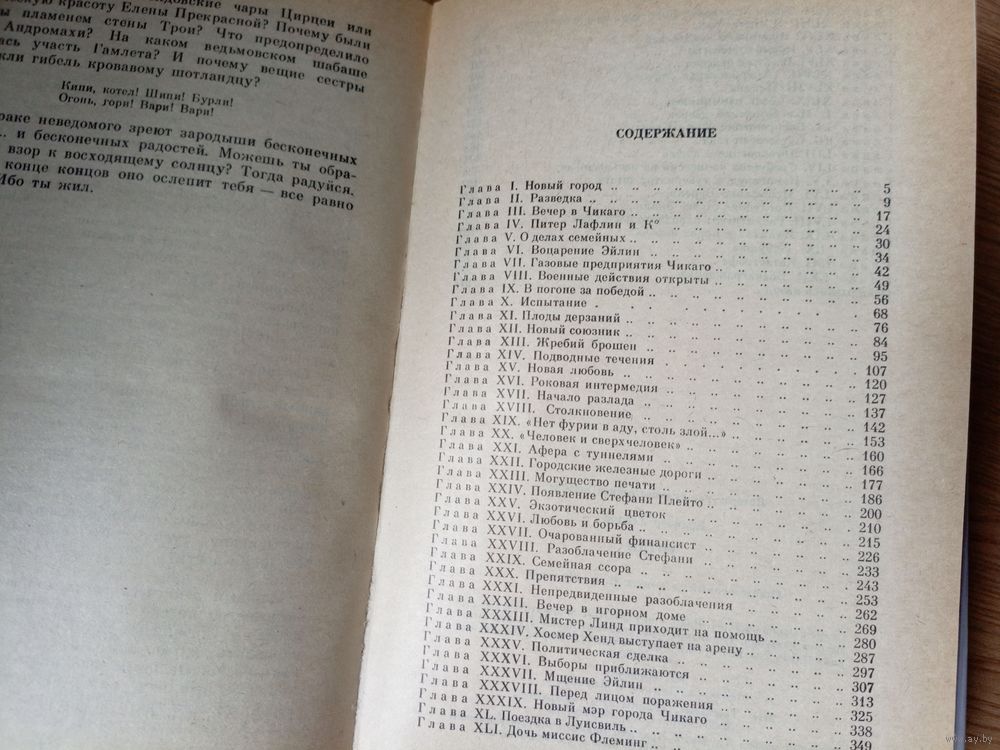 довские чары Цирцеи или
скую красоту Елены Прекрасной? Почему были
ы пламенем стены Трои? Что предопределило
Андромахи? На каком ведьмовском шабаше
ась участь Гамлета? И почему вещие сестры
кли гибель кровавому шотландцу?
Кипи, котел! Шипи! Бурли!
Огонь, гори! Вари! Вари!
раке неведомого зреют зародыши бесконечных
.. и бесконечных радостей. Можешь ты обра-
взор к восходящему солнцу? Тогда радуйся.
конце концов оно ослепит тебя — все равно
Ибо ты жил.
СОДЕРЖАНИЕ
Глава I. Новый город 5
Глава II. Разведка 9
Глава III. Вечер в Чикаго 17
Глава IV. Питер Лафлин и К° 24
Глава V. О делах семейных 30
Глава VI. Воцарение Эйлин 34
Глава VII. Газовые предприятия Чикаго 42
Глава VIII. Военные действия открыты 49
Глава IX. В погоне за победой 56
Глава X. Испытание 68
Глава XI. Плоды дерзаний 76
Глава XII. Новый союзник 84
Глава XIII. Жребий брошен 95
Глава XIV. Подводные течения 107
Глава XV. Новая любовь 120
Глава XVI. Роковая интермедия 127
Глава XVII. Начало разлада 137
Глава XVIII. Столкновение 142
Глава XIX. «Нет фурии в аду, столь злой...» 153
Глава XX. «Человек и сверхчеловек» 160
Глава XXI. Афера с туннелями 166
Глава XXII. Городские железные дороги 177
Глава XXIII. Могущество печати 186
Глава XXIV. Появление Стефани Плейто 200
Глава XXV. Экзотический цветок 210
Глава XXVI. Любовь и борьба 215
Глава XXVII. Очарованный финансист 226
Глава XXVIII. Разоблачение Стефани 233
Глава XXIX. Семейная ссора 243
Глава XXX. Препятствия 253
Глава XXXI. Непредвиденные разоблачения 262
Глава XXXII. Вечер в игорном доме 269
Глава XXXIII. Мистер Линд приходит на помощь 280
Глава XXXIV. Хосмер Хенд выступает на арену 287
Глава XXXV. Политическая сделка 297
Глава XXXVI. Выборы приближаются 307
Глава XXXVII. Мщение Эйлин 313
Глава XXXVIII. Перед лицом поражения 325
Глава XXXIX. Новый мэр города Чикаго 338
Глава XL. Поездка в Луисвиль 349
Глава XLI. Дочь миссис Флеминг
www.ay.by